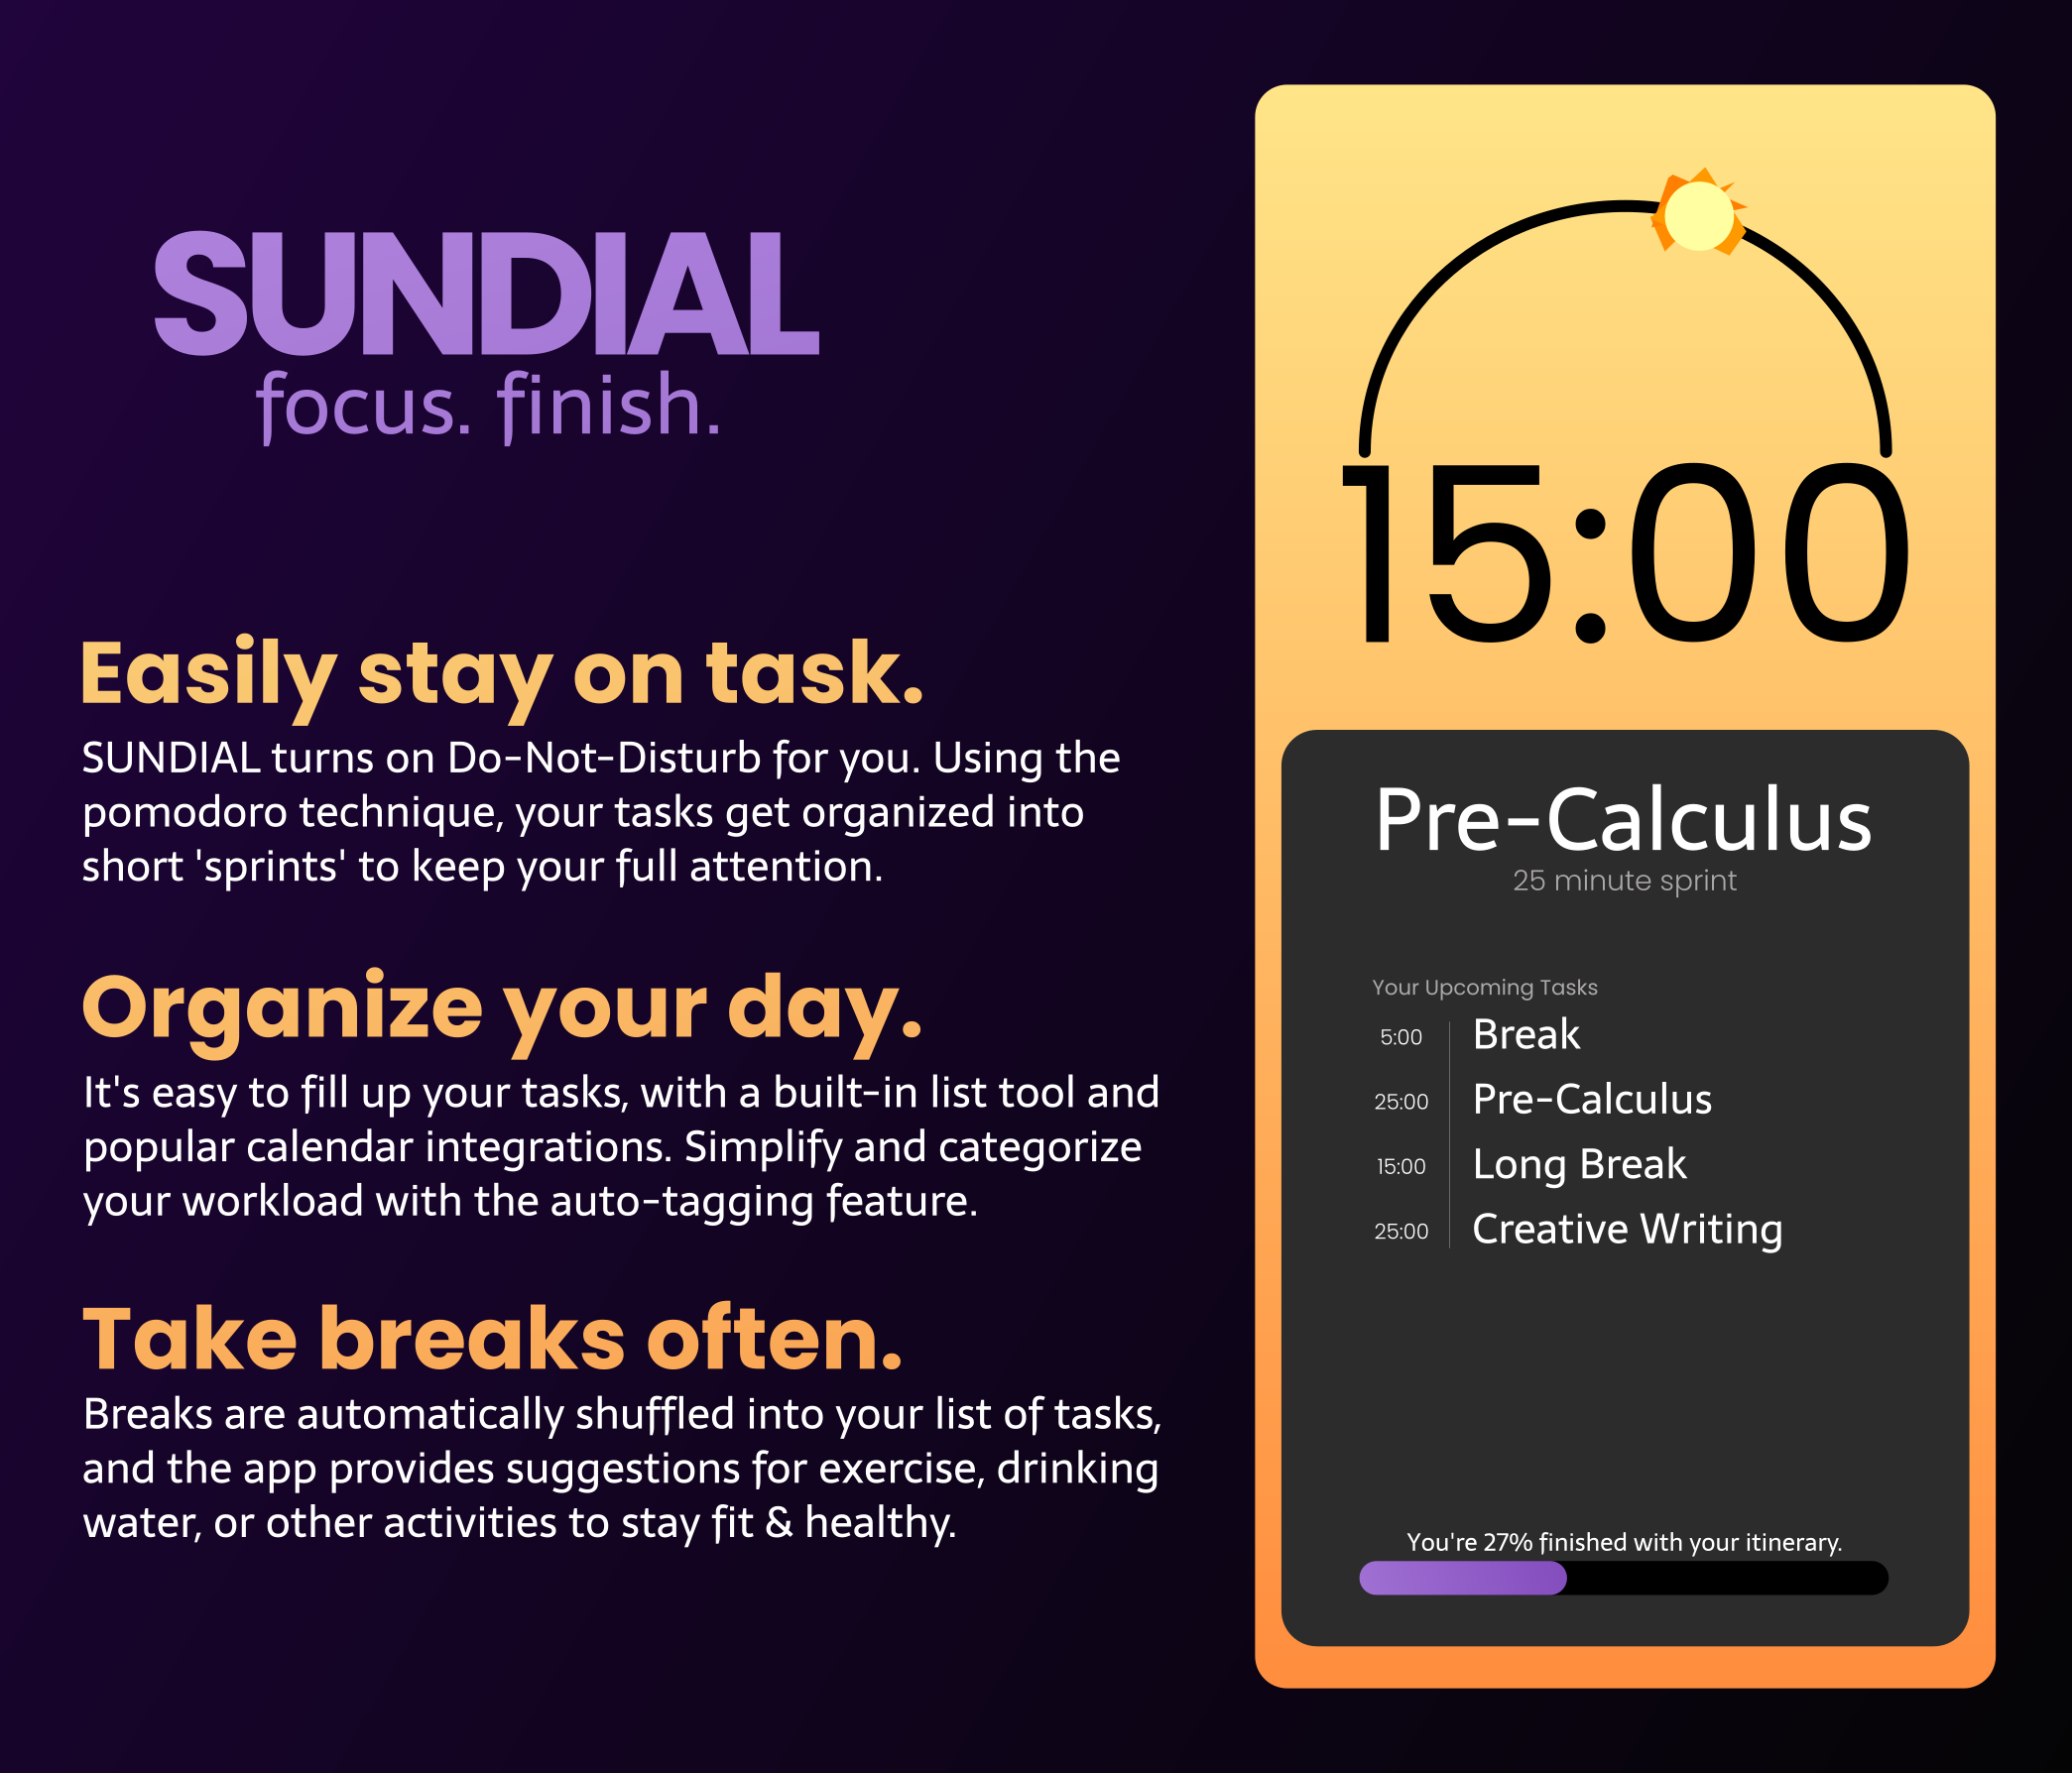 SUNDIAL
focus. finish.
Easily stay on task.
SUNDIAL turns on Do-Not-Disturb for you. Using the
pomodoro technique, your tasks get organized into
short 'sprints' to keep your full attention.
Organize your day.
It's easy to fill up your tasks, with a built-in list tool and
popular calendar integrations. Simplify and categorize
your workload with the auto-tagging feature.
Take breaks often.
Breaks are automatically shuffled into your list of tasks,
and the app provides suggestions for exercise, drinking
water, or other activities to stay fit & healthy.
15:00
Pre-Calculus
25 minute sprint
Your Upcoming Tasks
5:00 Break
25:00 Pre-Calculus
15:00 Long Break
25:00 Creative Writing
You're 27% finished with your itinerary.